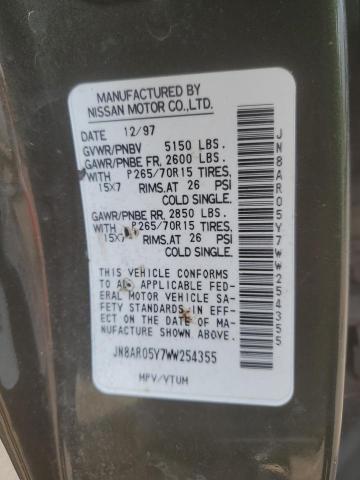 MANUFACTURED BY
NISSAN MOTOR CO., LTD.
DATE 12/97
GVWR/PNBV 5150 LBS.
GAWR/PNBE FR, 2600 LBS.
WITH P265/70R15 TIRES,
15X7 RIMS, AT 26 PSI
COLD SINGLE.
GAWR/PNBE RR, 2850 LBS.
WITH P265/70R15 TIRES,
15X7 RIMS, AT 26 PSI
COLD SINGLE.
THIS VEHICLE CONFORMS
TO ALL APPLICABLE FED-
ERAL MOTOR VEHICLE SA-
FETY STANDARDS IN EFF-
ECT ON THE DATE OF MA-
NUFACTURE SHOWN ABOVE.
JN8AR05Y7WW254355
MPV/VTUM
JN8AR05Y7WW254355